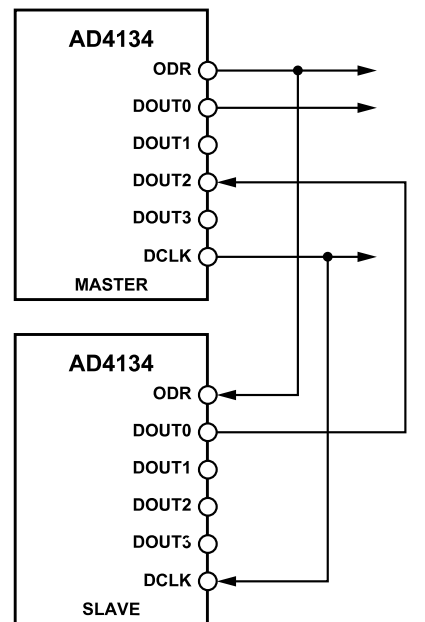 AD4134
ODR
DOUT0
DOUT1
DOUT2
DOUT3
DCLK
MASTER
AD4134
ODR
DOUT0
DOUT1
DOUT2
DOUT3
DCLK
SLAVE